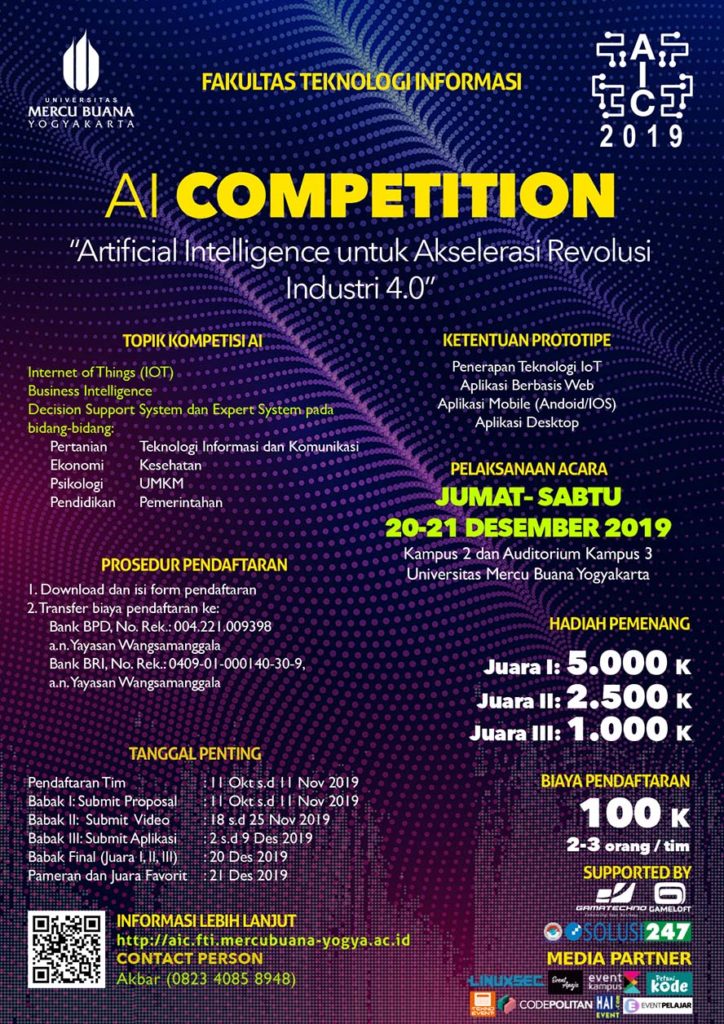 UNIVERSITAS
MERCU BUANA
YOGYAKARTA
FAKULTAS TEKNOLOGI INFORMASI
AIC
2019
AI COMPETITION
“Artificial Intelligence untuk Akselerasi Revolusi
Industri 4.0”
TOPIK KOMPETISI AI
Internet of Things (IOT)
Business Intelligence
Decision Support System dan Expert System pada
bidang-bidang:
Pertanian Teknologi Informasi dan Komunikasi
Ekonomi Kesehatan
Psikologi UMKM
Pendidikan Pemerintahan
KETENTUAN PROTOTIPE
Penerapan Teknologi IoT
Aplikasi Berbasis Web
Aplikasi Mobile (Andoid/IOS)
Aplikasi Desktop
PELAKSANAAN ACARA
JUMAT- SABTU
20-21 DESEMBER 2019
Kampus 2 dan Auditorium Kampus 3
Universitas Mercu Buana Yogyakarta
PROSEDUR PENDAFTARAN
1. Download dan isi form pendaftaran
2. Transfer biaya pendaftaran ke:
Bank BPD, No. Rek.: 004.221.009398
a.n. Yayasan Wangsamanggala
Bank BRI, No. Rek.: 0409-01-000140-30-9,
a.n. Yayasan Wangsamanggala
HADIAH PEMENANG
Juara I: 5.000 K
Juara II: 2.500 K
Juara III: 1.000 K
TANGGAL PENTING
Pendaftaran Tim : 11 Okt s.d 11 Nov 2019
Babak I: Submit Proposal : 11 Okt s.d 11 Nov 2019
Babak II: Submit Video : 18 s.d 25 Nov 2019
Babak III: Submit Aplikasi : 2 s.d 9 Des 2019
Babak Final (Juara I, II, III) : 20 Des 2019
Pameran dan Juara Favorit : 21 Des 2019
BIAYA PENDAFTARAN
100 K
2-3 orang / tim
SUPPORTED BY
GAMATECHNO GAMELOFT
SOLUSI247
INFORMASI LEBIH LANJUT
http://aic.fti.mercubuana-yogya.ac.id
CONTACT PERSON
Akbar (0823 4085 8948)
MEDIA PARTNER
LINUXSEC
event kampus
Petani kode
TEKNO EVENT
CODEPOLITAN
HAI EVENT
EVENTPELAJAR